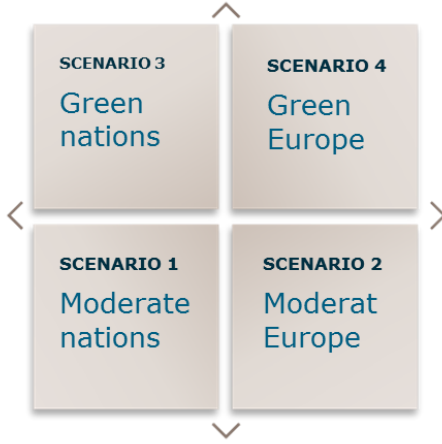 SCENARIO 3
Green
nations
SCENARIO 4
Green
Europe
SCENARIO 1
Moderate
nations
SCENARIO 2
Moderat
Europe